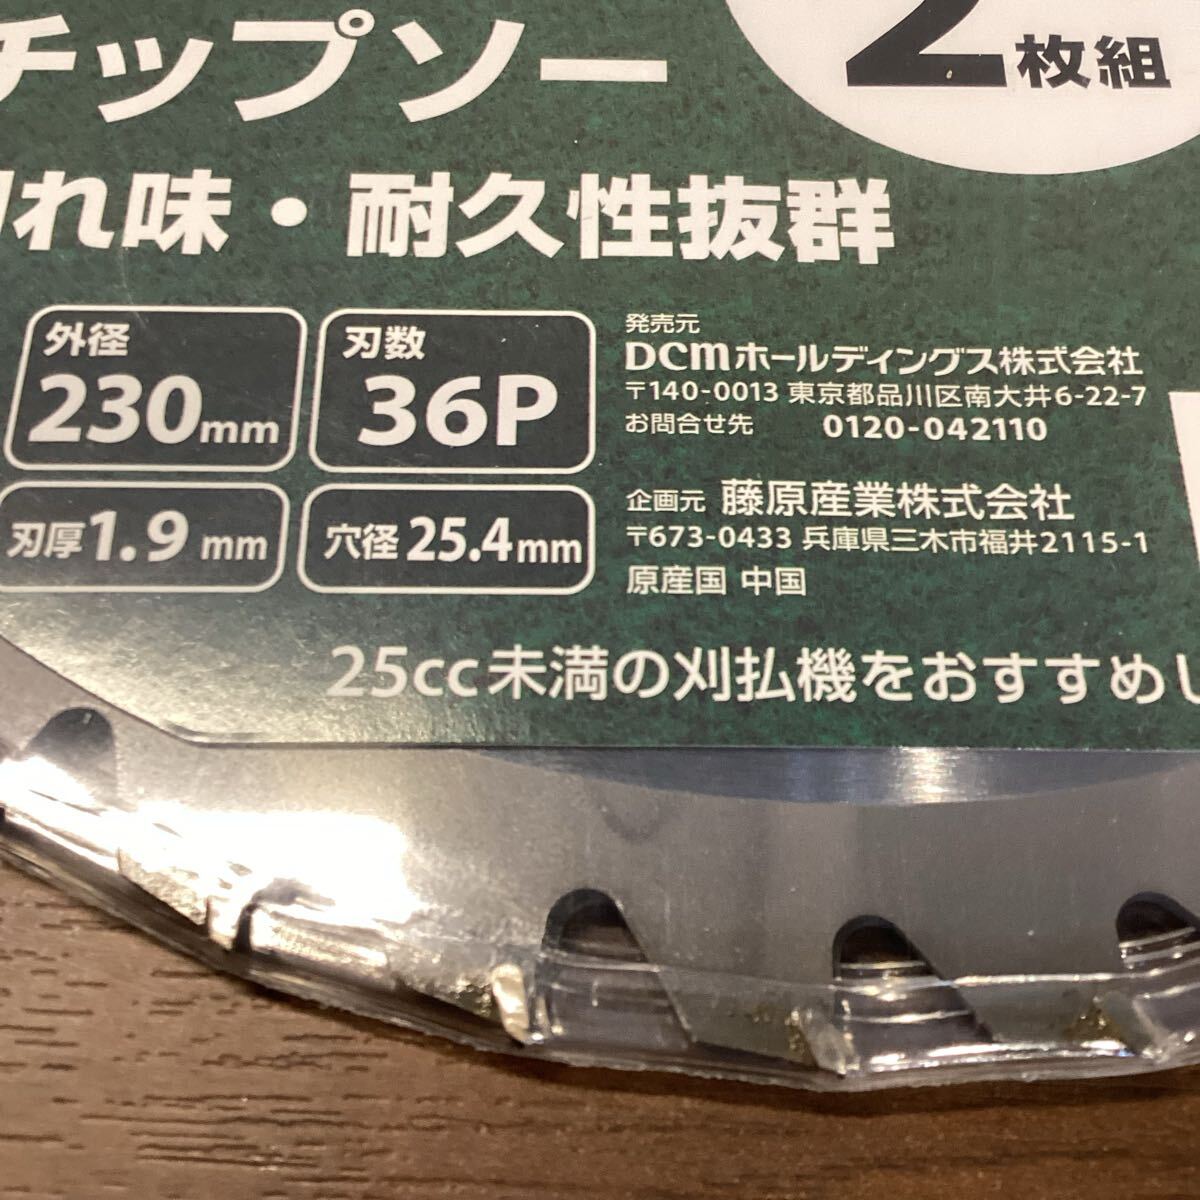 チップソー
2枚組
れ味・耐久性抜群
外径
230mm
刃数
36P
刃厚1.9mm
穴径25.4mm
発売元
DCMホールディングス株式会社
〒140-0013 東京都品川区南大井6-22-7
お問合せ先 0120-042110
企画元 藤原産業株式会社
〒673-0433 兵庫県三木市福井2115-1
原産国 中国
25cc未満の刈払機をおすすめし